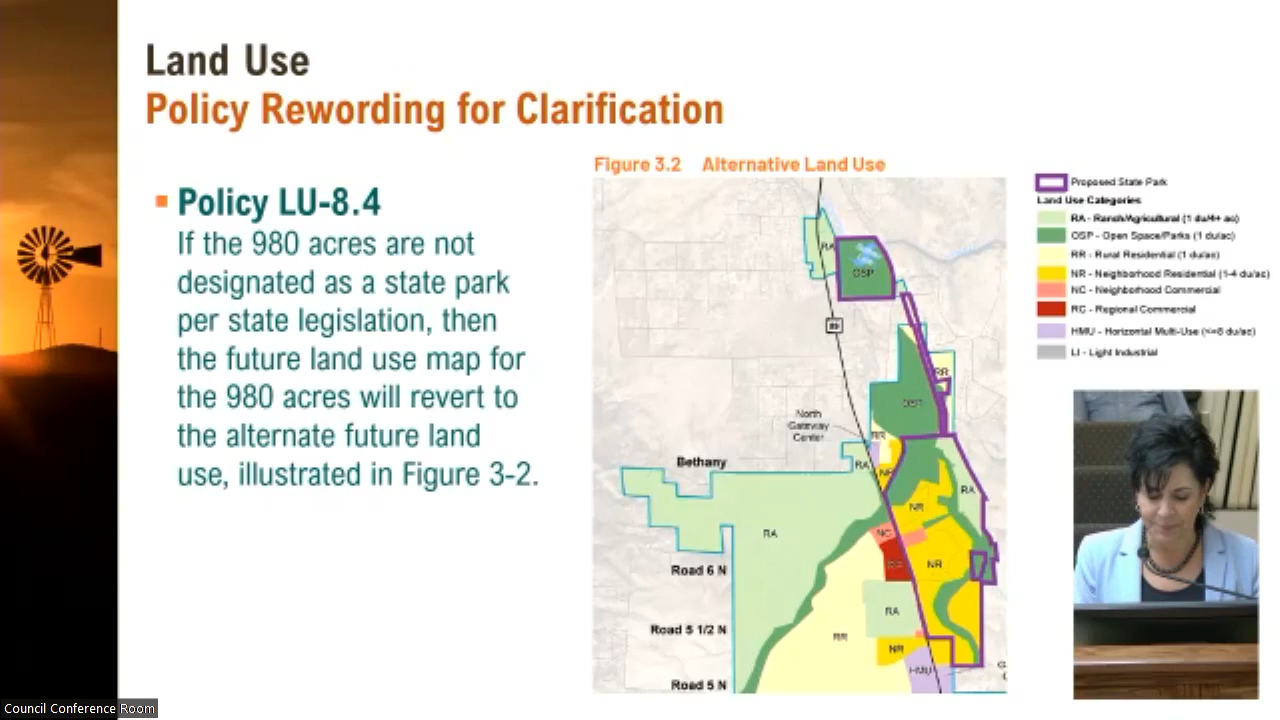 Land Use
Policy Rewording for Clarification
Policy LU-8.4
If the 980 acres are not
designated as a state park
per state legislation, then
the future land use map for
the 980 acres will revert to
the alternate future land
use, illustrated in Figure 3-2.
Figure 3.2 Alternative Land Use
RA
OSP
89
RR
OSP
North
Gateway
Center
RR
Bethany
RA
NR
RA
NR
RA
NC
NR
Road 6 N
RA
Road 5 1/2 N
RR
NR
HMU
Road 5 N
Proposed State Park
Land Use Categories
RA - Ranch/Agricultural (1 du/4+ ac)
OSP - Open Space/Parks (1 du/ac)
RR - Rural Residential (1 du/ac)
NR - Neighborhood Residential (1-4 du/ac)
NC - Neighborhood Commercial
RC - Regional Commercial
HMU - Horizontal Multi-Use (<=8 du/ac)
LI - Light Industrial
Council Conference Room